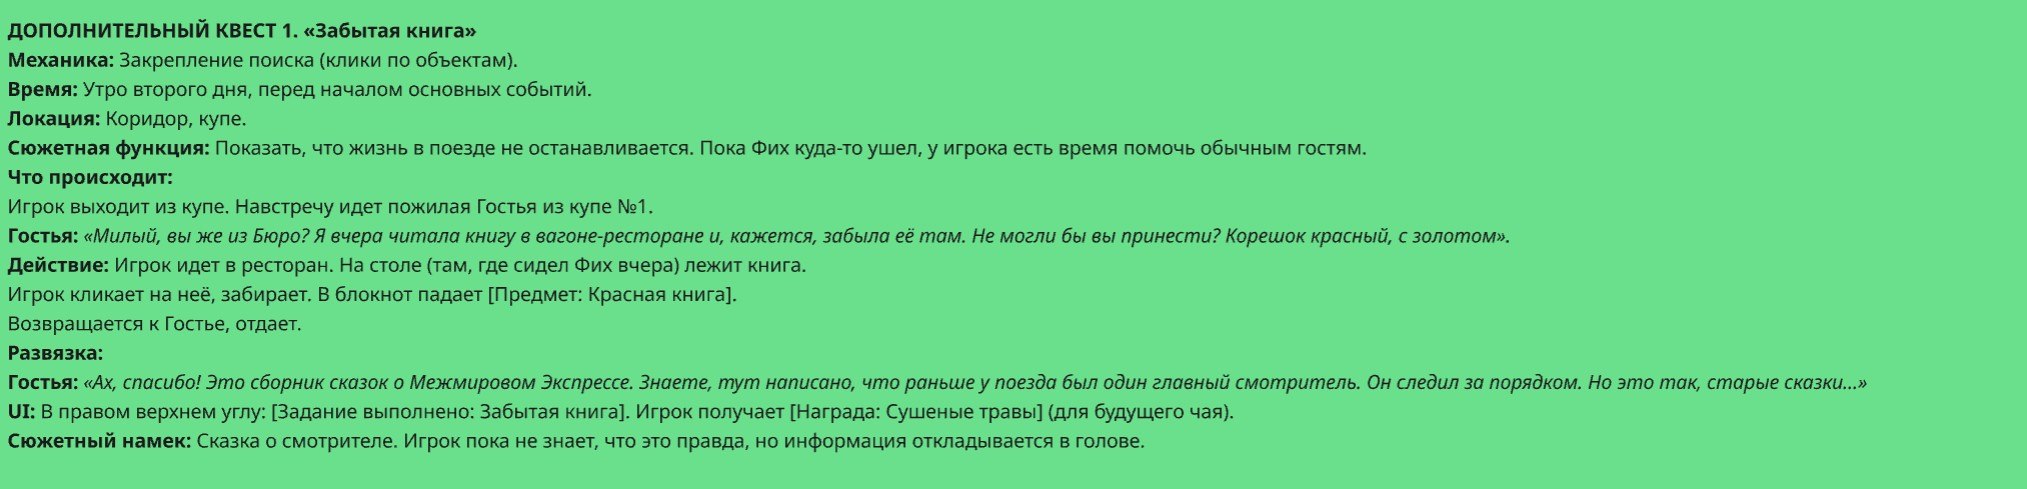 ДОПОЛНИТЕЛЬНЫЙ КВЕСТ 1. «Забытая книга»
Механика: Закрепление поиска (клики по объектам).
Время: Утро второго дня, перед началом основных событий.
Локация: Коридор, купе.
Сюжетная функция: Показать, что жизнь в поезде не останавливается. Пока Фих куда-то ушел, у игрока есть время помочь обычным гостям.
Что происходит:
Игрок выходит из купе. Навстречу идет пожилая Гостья из купе №1.
Гостья: «Милый, вы же из Бюро? Я вчера читала книгу в вагоне-ресторане и, кажется, забыла её там. Не могли бы вы принести? Корешок красный, с золотом».
Действие: Игрок идет в ресторан. На столе (там, где сидел Фих вчера) лежит книга.
Игрок кликает на неё, забирает. В блокнот падает [Предмет: Красная книга].
Возвращается к Гостье, отдает.
Развязка:
Гостья: «Ах, спасибо! Это сборник сказок о Межмировом Экспрессе. Знаете, тут написано, что раньше у поезда был один главный смотритель. Он следил за порядком. Но это так, старые сказки...»
UI: В правом верхнем углу: [Задание выполнено: Забытая книга]. Игрок получает [Награда: Сушеные травы] (для будущего чая).
Сюжетный намек: Сказка о смотрителе. Игрок пока не знает, что это правда, но информация откладывается в голове.